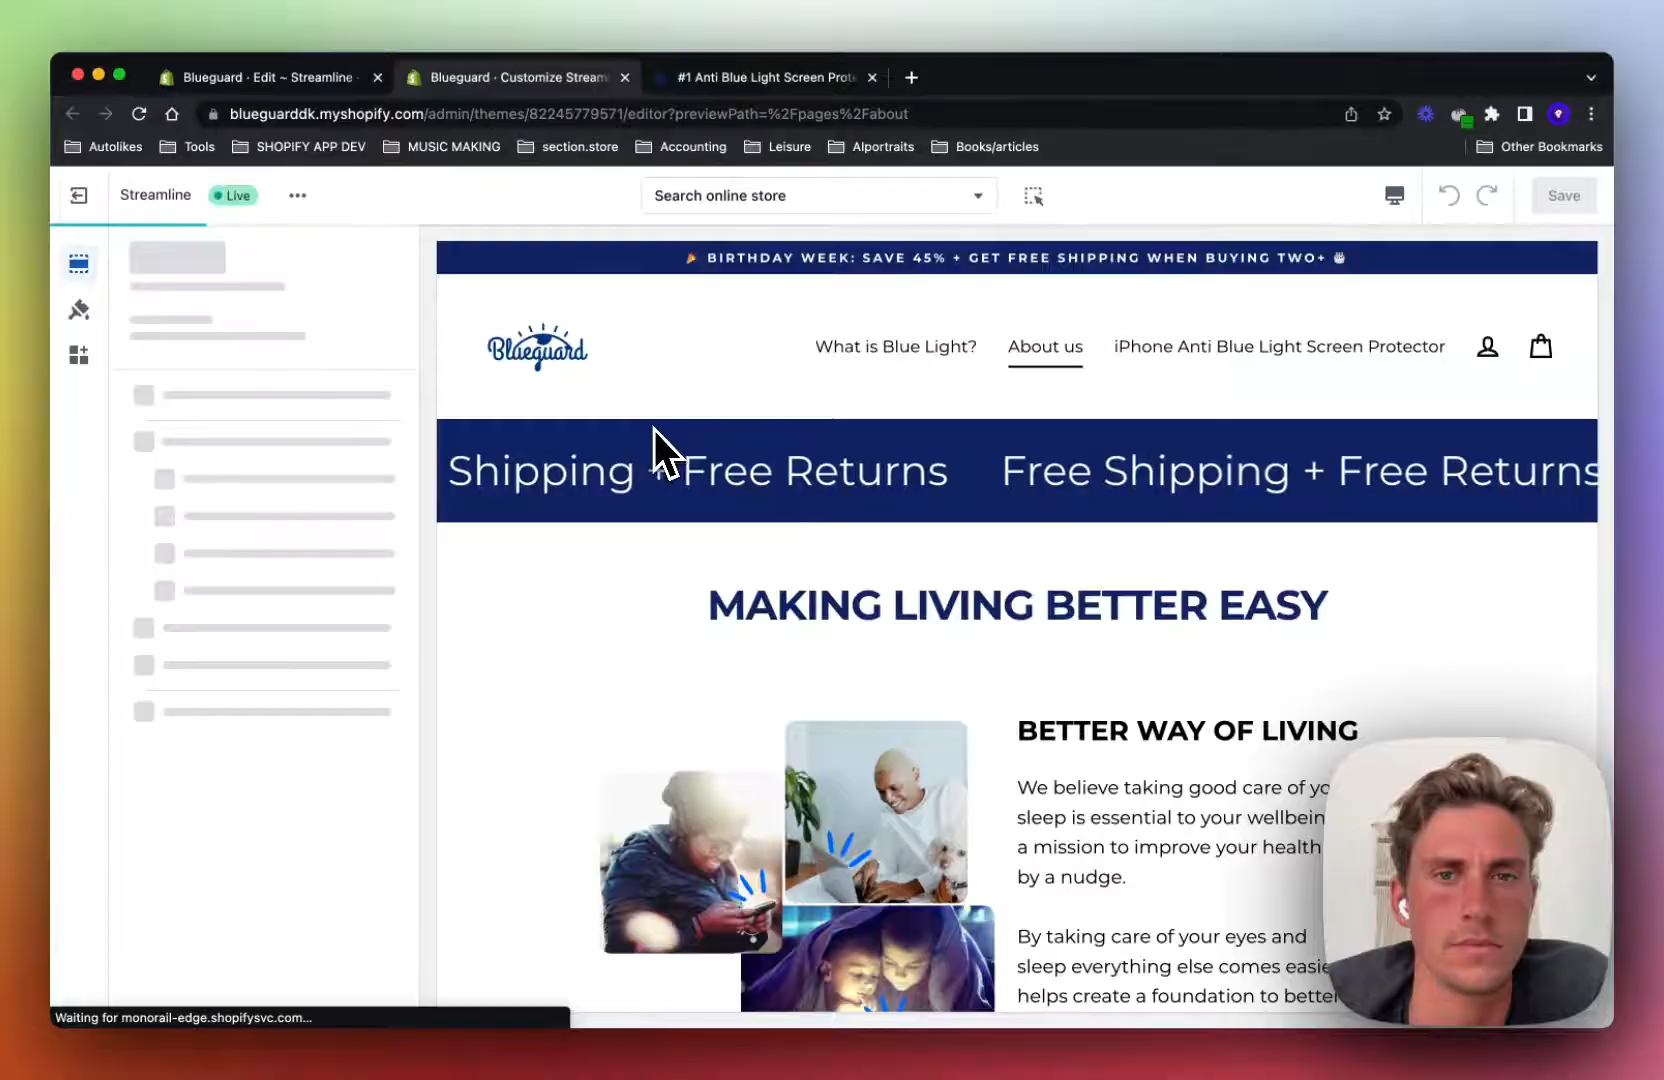 Blueguard · Edit ~ Streamline
Blueguard · Customize Stream
#1 Anti Blue Light Screen Prot
blueguarddk.myshopify.com/admin/themes/82245779571/editor?previewPath=%2Fpages%2Fabout
Autolikes
Tools
SHOPIFY APP DEV
MUSIC MAKING
section.store
Accounting
Leisure
AIportraits
Books/articles
Other Bookmarks
Streamline
Live
Search online store
Save
BIRTHDAY WEEK: SAVE 45% + GET FREE SHIPPING WHEN BUYING TWO+
Blueguard
What is Blue Light?
About us
iPhone Anti Blue Light Screen Protector
Shipping + Free Returns Free Shipping + Free Returns
MAKING LIVING BETTER EASY
BETTER WAY OF LIVING
We believe taking good care of yo
sleep is essential to your wellbein
a mission to improve your health
by a nudge.
By taking care of your eyes and
sleep everything else comes easie
helps create a foundation to better
Waiting for monorail-edge.shopifysvc.com...